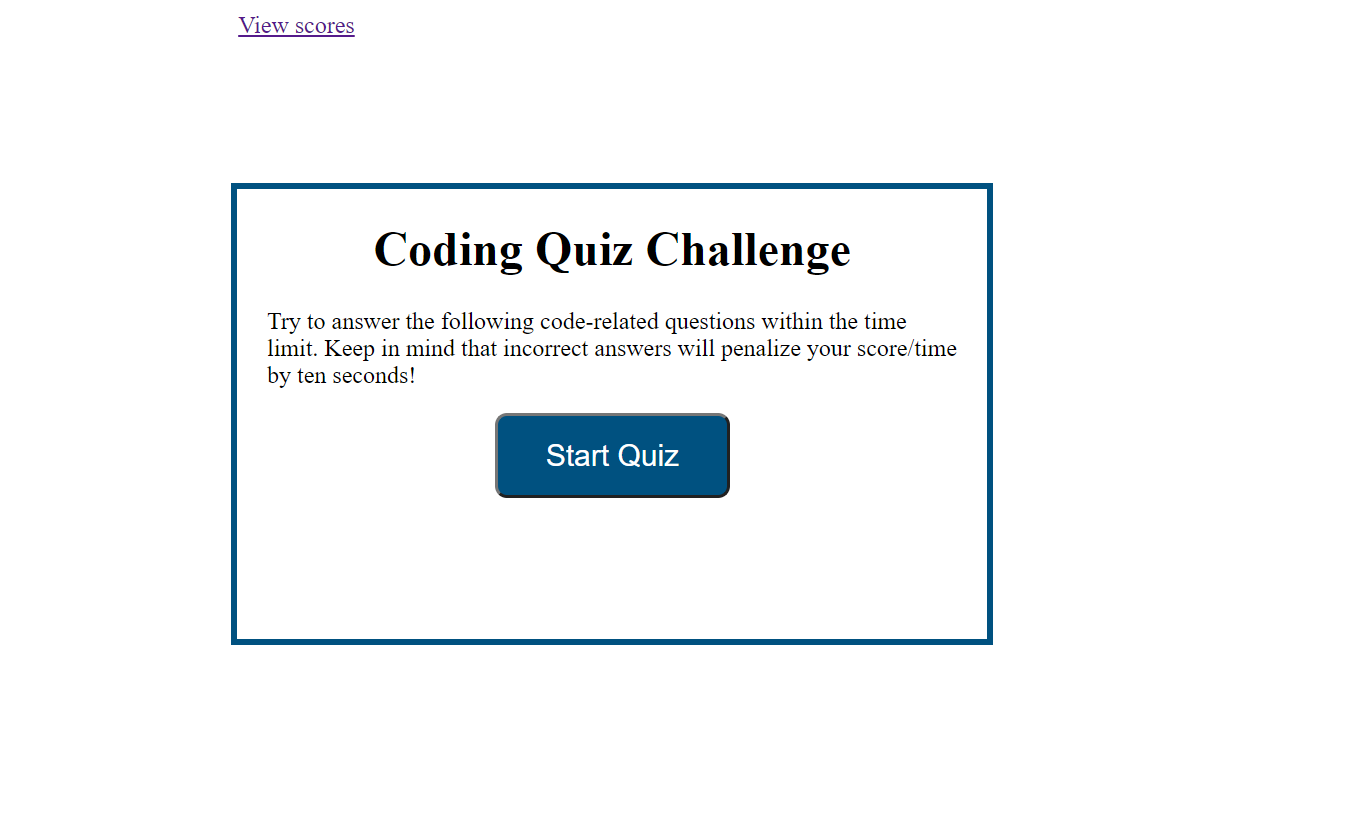 View scores
Coding Quiz Challenge
Try to answer the following code-related questions within the time
limit. Keep in mind that incorrect answers will penalize your score/time
by ten seconds!
Start Quiz